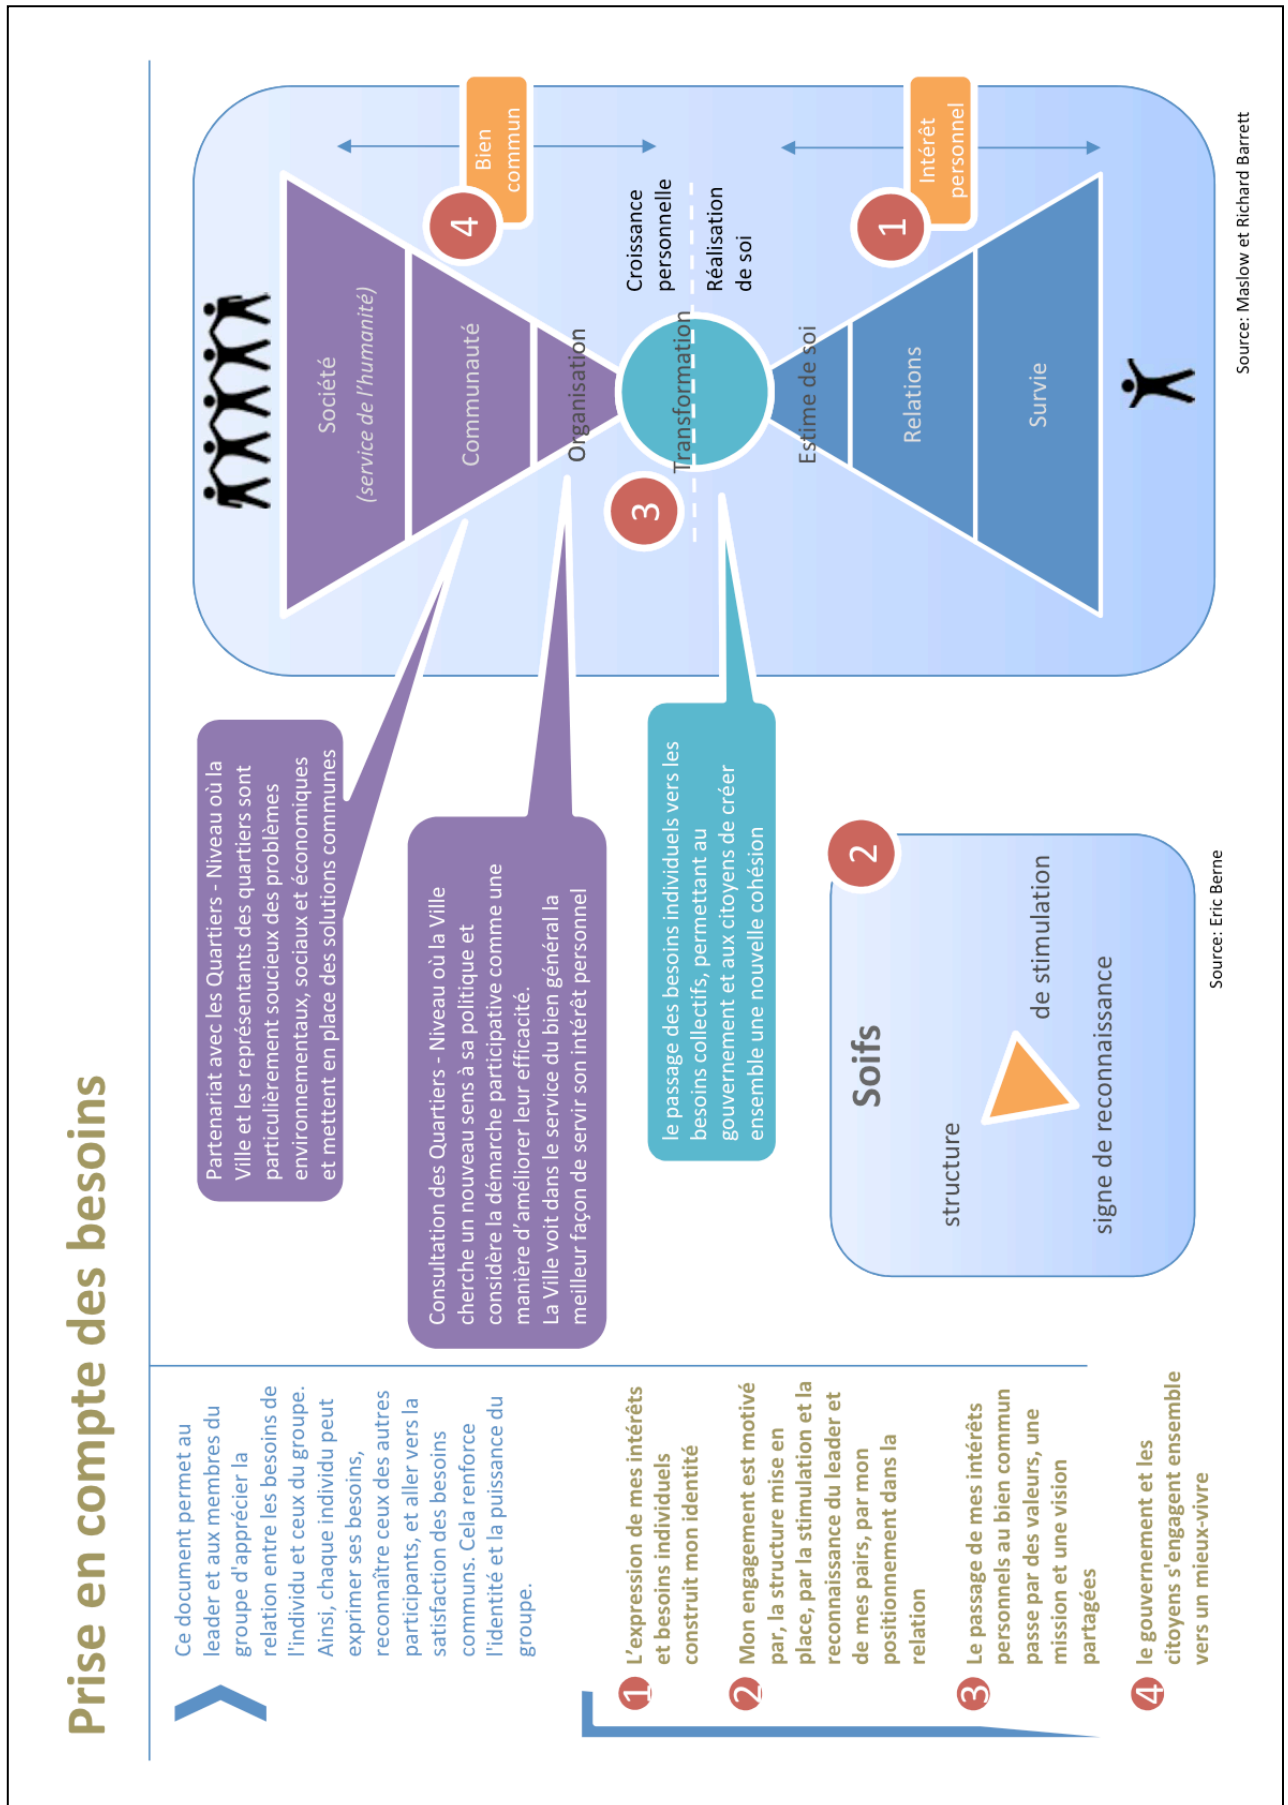 Prise en compte des besoins
Ce document permet au
leader et aux membres du
groupe d'apprécier la
relation entre les besoins de
l'individu et ceux du groupe.
Ainsi, chaque individu peut
exprimer ses besoins,
reconnaître ceux des autres
participants, et aller vers la
satisfaction des besoins
communs. Cela renforce
l'identité et la puissance du
groupe.
1 L'expression de mes intérêts
et besoins individuels
construit mon identité
2 Mon engagement est motivé
par, la structure mise en
place, par la stimulation et la
reconnaissance du leader et
de mes pairs, par mon
positionnement dans la
relation
3 Le passage de mes intérêts
personnels au bien commun
passe par des valeurs, une
mission et une vision
partagées
4 le gouvernement et les
citoyens s'engagent ensemble
vers un mieux-vivre
Partenariat avec les Quartiers - Niveau où la
Ville et les représentants des quartiers sont
particulièrement soucieux des problèmes
environnementaux, sociaux et économiques
et mettent en place des solutions communes
Consultation des Quartiers - Niveau où la Ville
cherche un nouveau sens à sa politique et
considère la démarche participative comme une
manière d'améliorer leur efficacité.
La Ville voit dans le service du bien général la
meilleur façon de servir son intérêt personnel
le passage des besoins individuels vers les
besoins collectifs, permettant au
gouvernement et aux citoyens de créer
ensemble une nouvelle cohésion
2
Soifs
structure
de stimulation
signe de reconnaissance
Source: Eric Berne
Société
(service de l'humanité)
Communauté
Organisation
4
Bien
commun
3
Transformation
Croissance
personnelle
Réalisation
de soi
Estime de soi
Relations
Survie
1
Intérêt
personnel
Source: Maslow et Richard Barrett